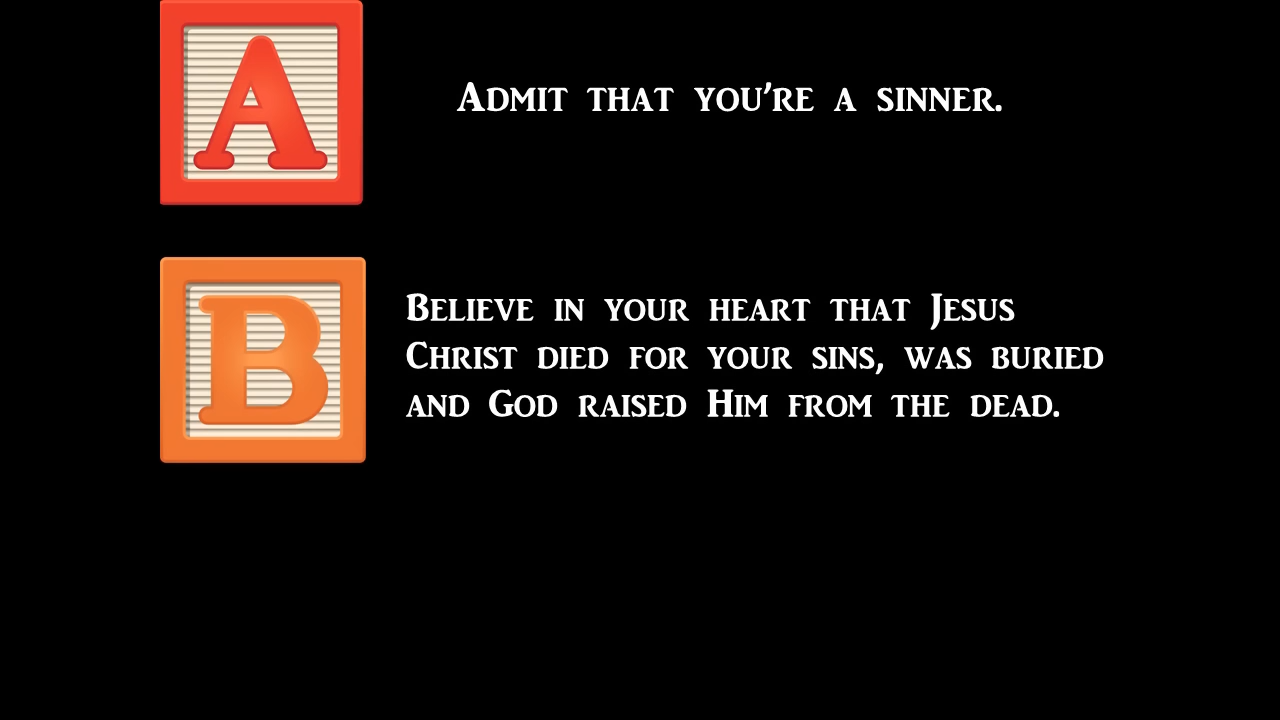 A
Admit that you're a sinner.
B
Believe in your heart that Jesus
Christ died for your sins, was buried
and God raised Him from the dead.